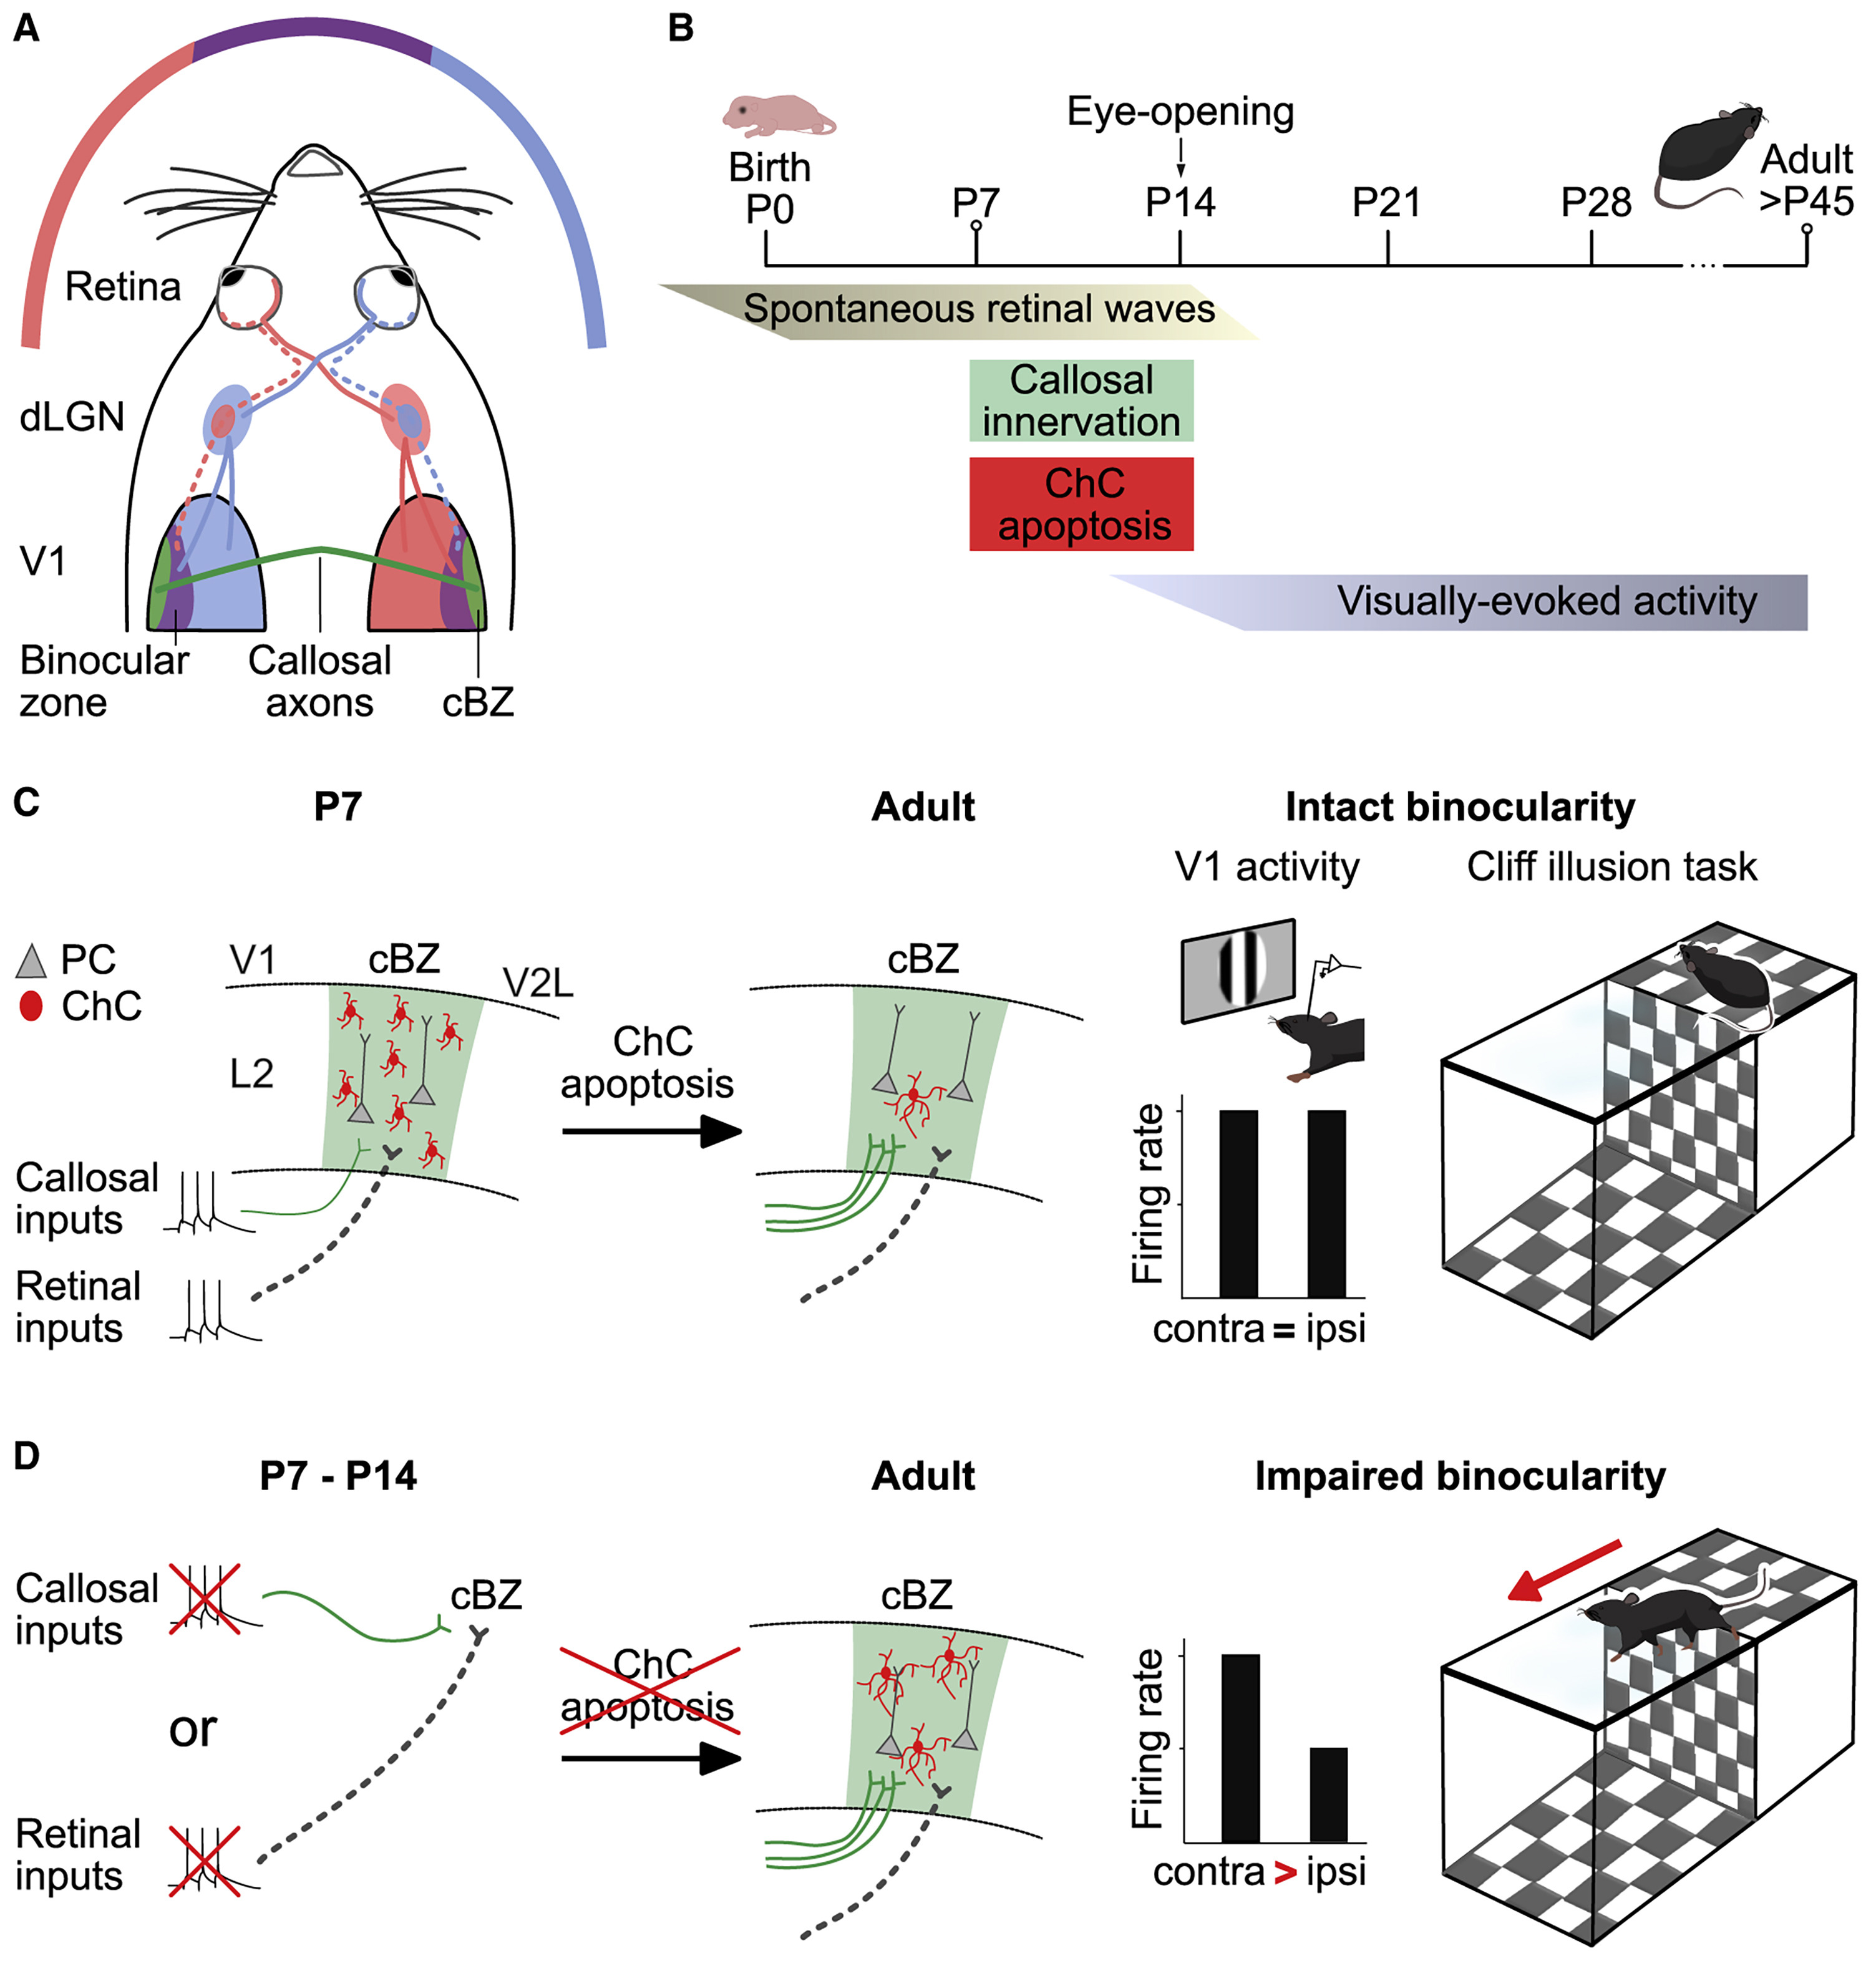 A
Retina
dLGN
V1
Binocular
zone
Callosal
axons
cBZ
B
Birth
P0
P7
Eye-opening
P14
P21
P28
Adult
>P45
...
Spontaneous retinal waves
Callosal
innervation
ChC
apoptosis
Visually-evoked activity
C
P7
Adult
Intact binocularity
V1 activity
Cliff illusion task
PC
ChC
V1
cBZ
V2L
L2
Callosal
inputs
Retinal
inputs
ChC
apoptosis
cBZ
Firing rate
contra = ipsi
D
P7 - P14
Adult
Impaired binocularity
Callosal
inputs
cBZ
or
Retinal
inputs
ChC
apoptosis
cBZ
Firing rate
contra > ipsi